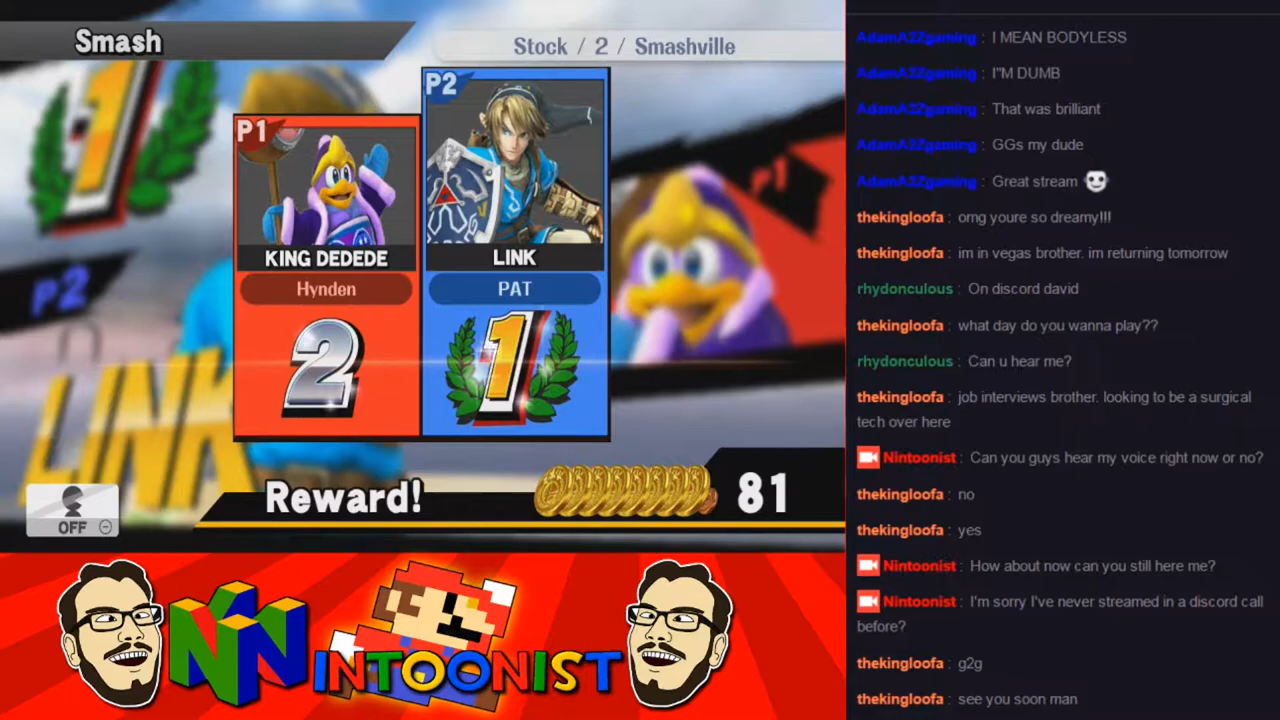 Smash
Stock / 2 / Smashville
1
P2
LINK
P1
KING DEDEDE
Hynden
2
P2
LINK
PAT
1
Reward!
81
OFF
INTOONIST
AdamA2Zgaming : I MEAN BODYLESS
AdamA2Zgaming : I"M DUMB
AdamA2Zgaming : That was brilliant
AdamA2Zgaming : GGs my dude
AdamA2Zgaming : Great stream
thekingloofa : omg youre so dreamy!!!
thekingloofa : im in vegas brother. im returning tomorrow
rhydonculous : On discord david
thekingloofa : what day do you wanna play??
rhydonculous : Can u hear me?
thekingloofa : job interviews brother. looking to be a surgical
tech over here
Nintoonist : Can you guys hear my voice right now or no?
thekingloofa : no
thekingloofa : yes
Nintoonist : How about now can you still here me?
Nintoonist : I'm sorry I've never streamed in a discord call
before?
thekingloofa : g2g
thekingloofa : see you soon man